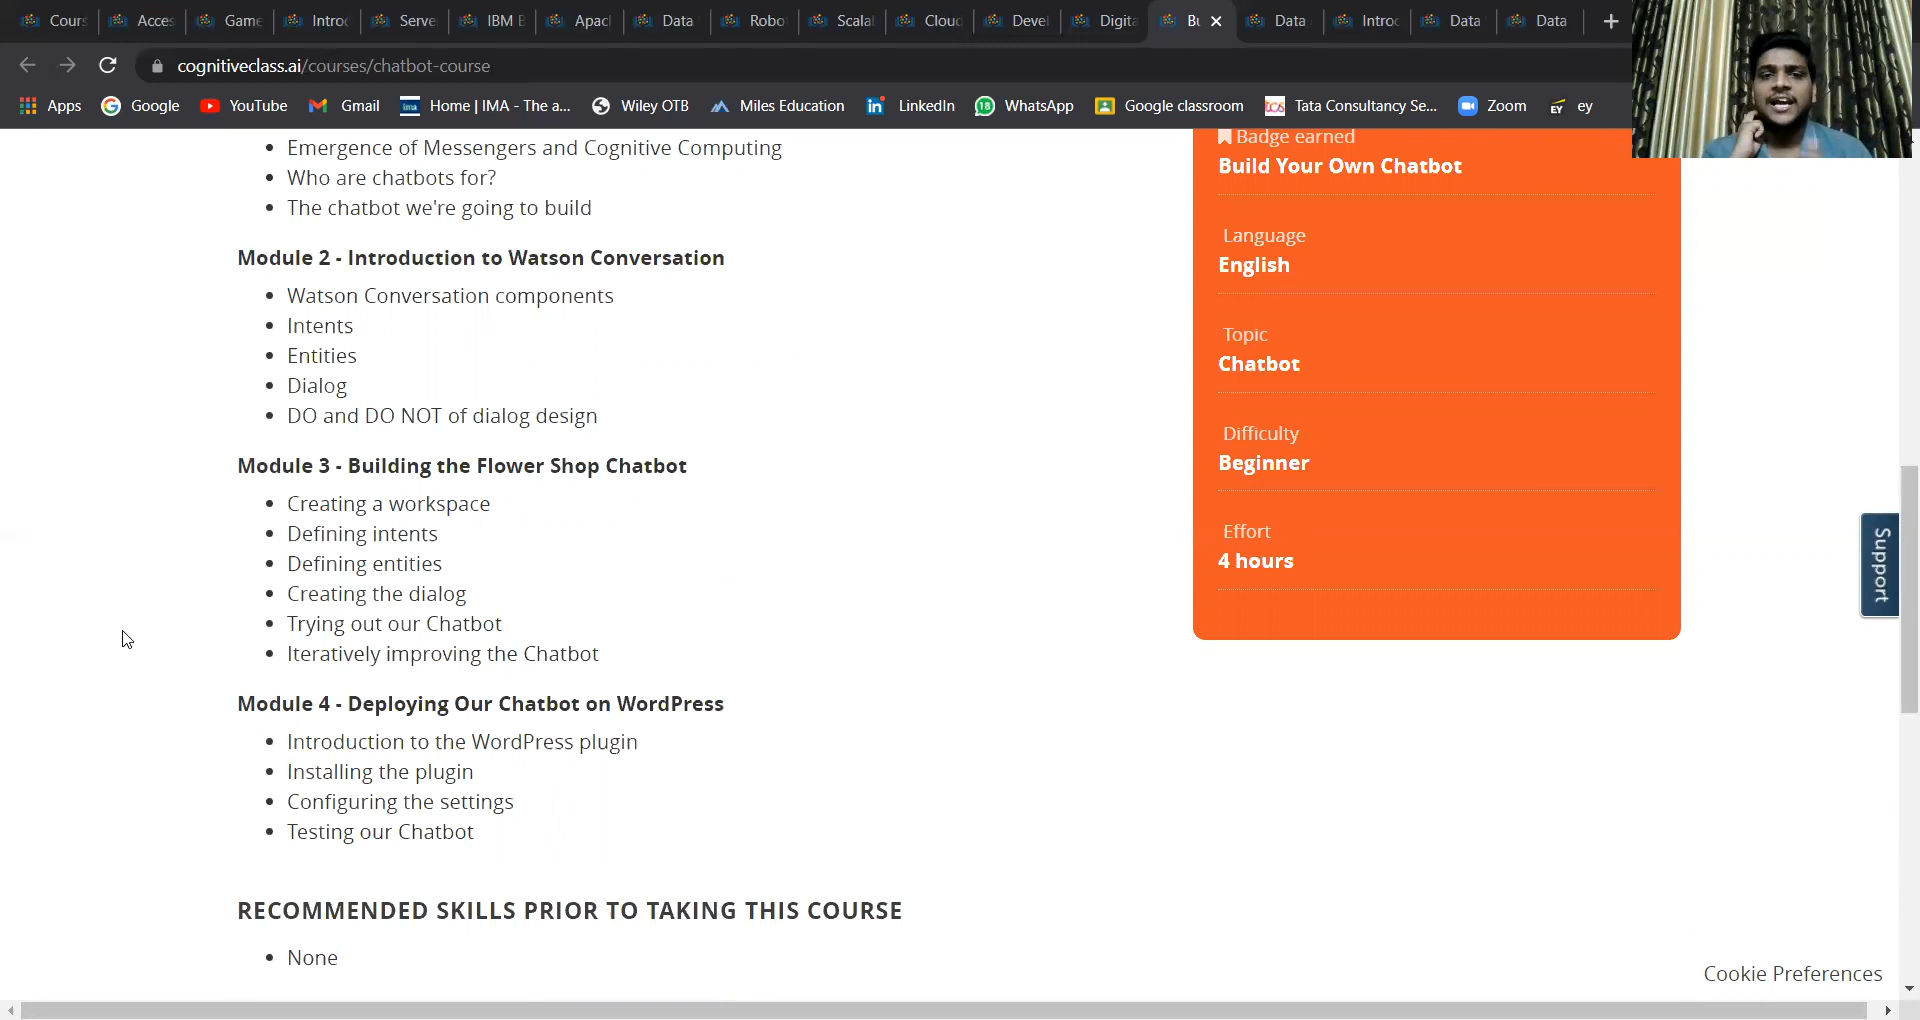 Cours
Acces
Game
Introc
Serve
IBM B
Apac
Data
Robo
Scala
Cloud
Devel
Digita
Bu
Data
Introc
Data
Data
cognitiveclass.ai/courses/chatbot-course
Apps
Google
YouTube
Gmail
Home | IMA - The a...
Wiley OTB
Miles Education
LinkedIn
WhatsApp
Google classroom
Tata Consultancy Se...
Zoom
ey
Emergence of Messengers and Cognitive Computing
Who are chatbots for?
The chatbot we're going to build
Module 2 - Introduction to Watson Conversation
Watson Conversation components
Intents
Entities
Dialog
DO and DO NOT of dialog design
Module 3 - Building the Flower Shop Chatbot
Creating a workspace
Defining intents
Defining entities
Creating the dialog
Trying out our Chatbot
Iteratively improving the Chatbot
Module 4 - Deploying Our Chatbot on WordPress
Introduction to the WordPress plugin
Installing the plugin
Configuring the settings
Testing our Chatbot
RECOMMENDED SKILLS PRIOR TO TAKING THIS COURSE
None
Badge earned
Build Your Own Chatbot
Language
English
Topic
Chatbot
Difficulty
Beginner
Effort
4 hours
Support
Cookie Preferences